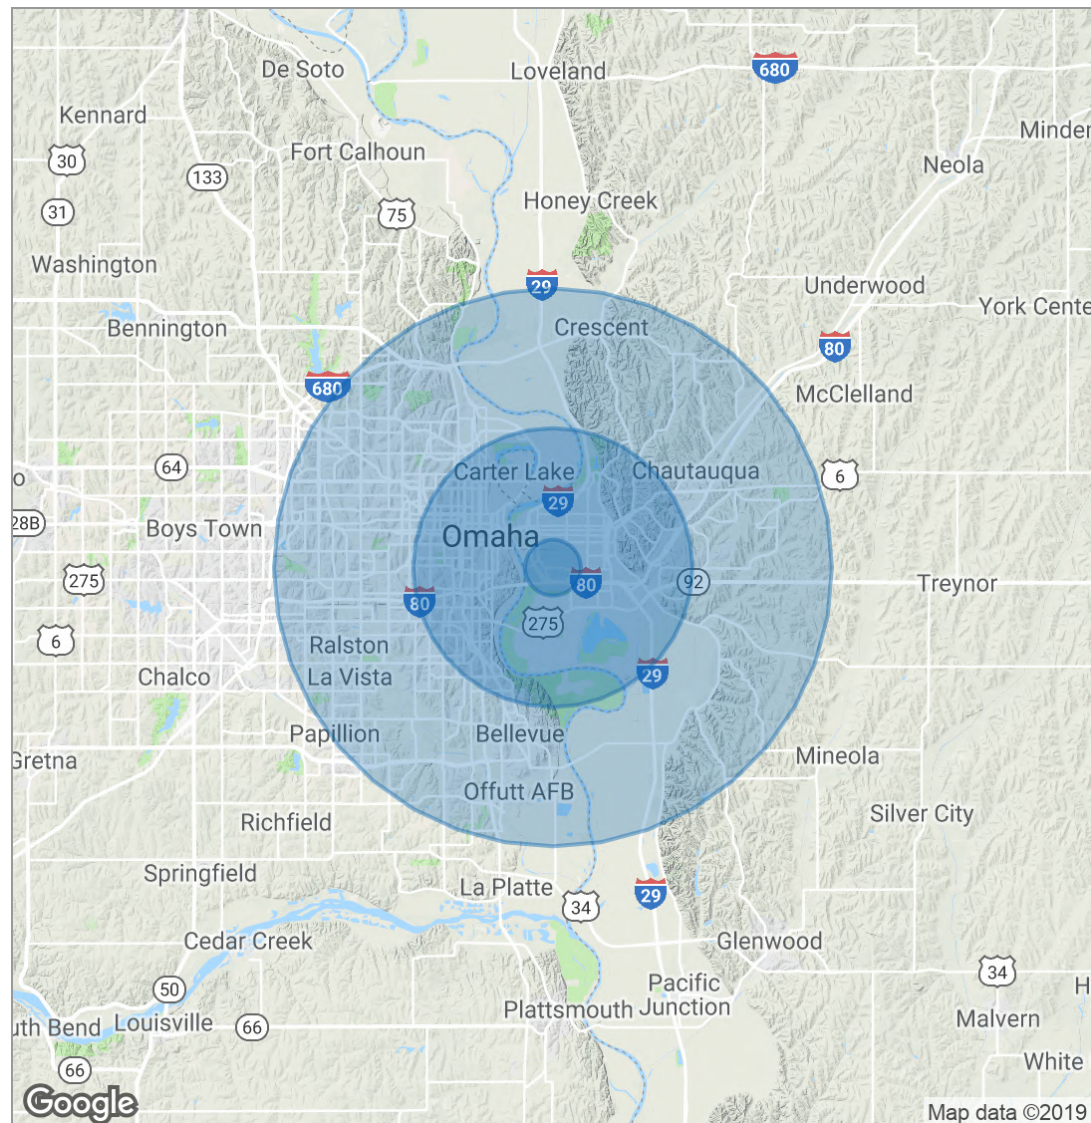 De Soto
Loveland
680
Kennard
Minden
30
133
Fort Calhoun
Neola
31
75
Honey Creek
Washington
29
Underwood
York Cente
Bennington
Crescent
80
680
McClelland
64
Carter Lake
Chautauqua
6
o
29
28B
Boys Town
Omaha
275
80
80
92
Treynor
6
275
Ralston
La Vista
29
Chalco
Papillion
Bellevue
Mineola
Gretna
Offutt AFB
Silver City
Richfield
Springfield
La Platte
34
29
Cedar Creek
Glenwood
50
34
Pacific
Junction
H
uth Bend
Louisville
66
Plattsmouth
Malvern
66
White
Google
Map data ©2019